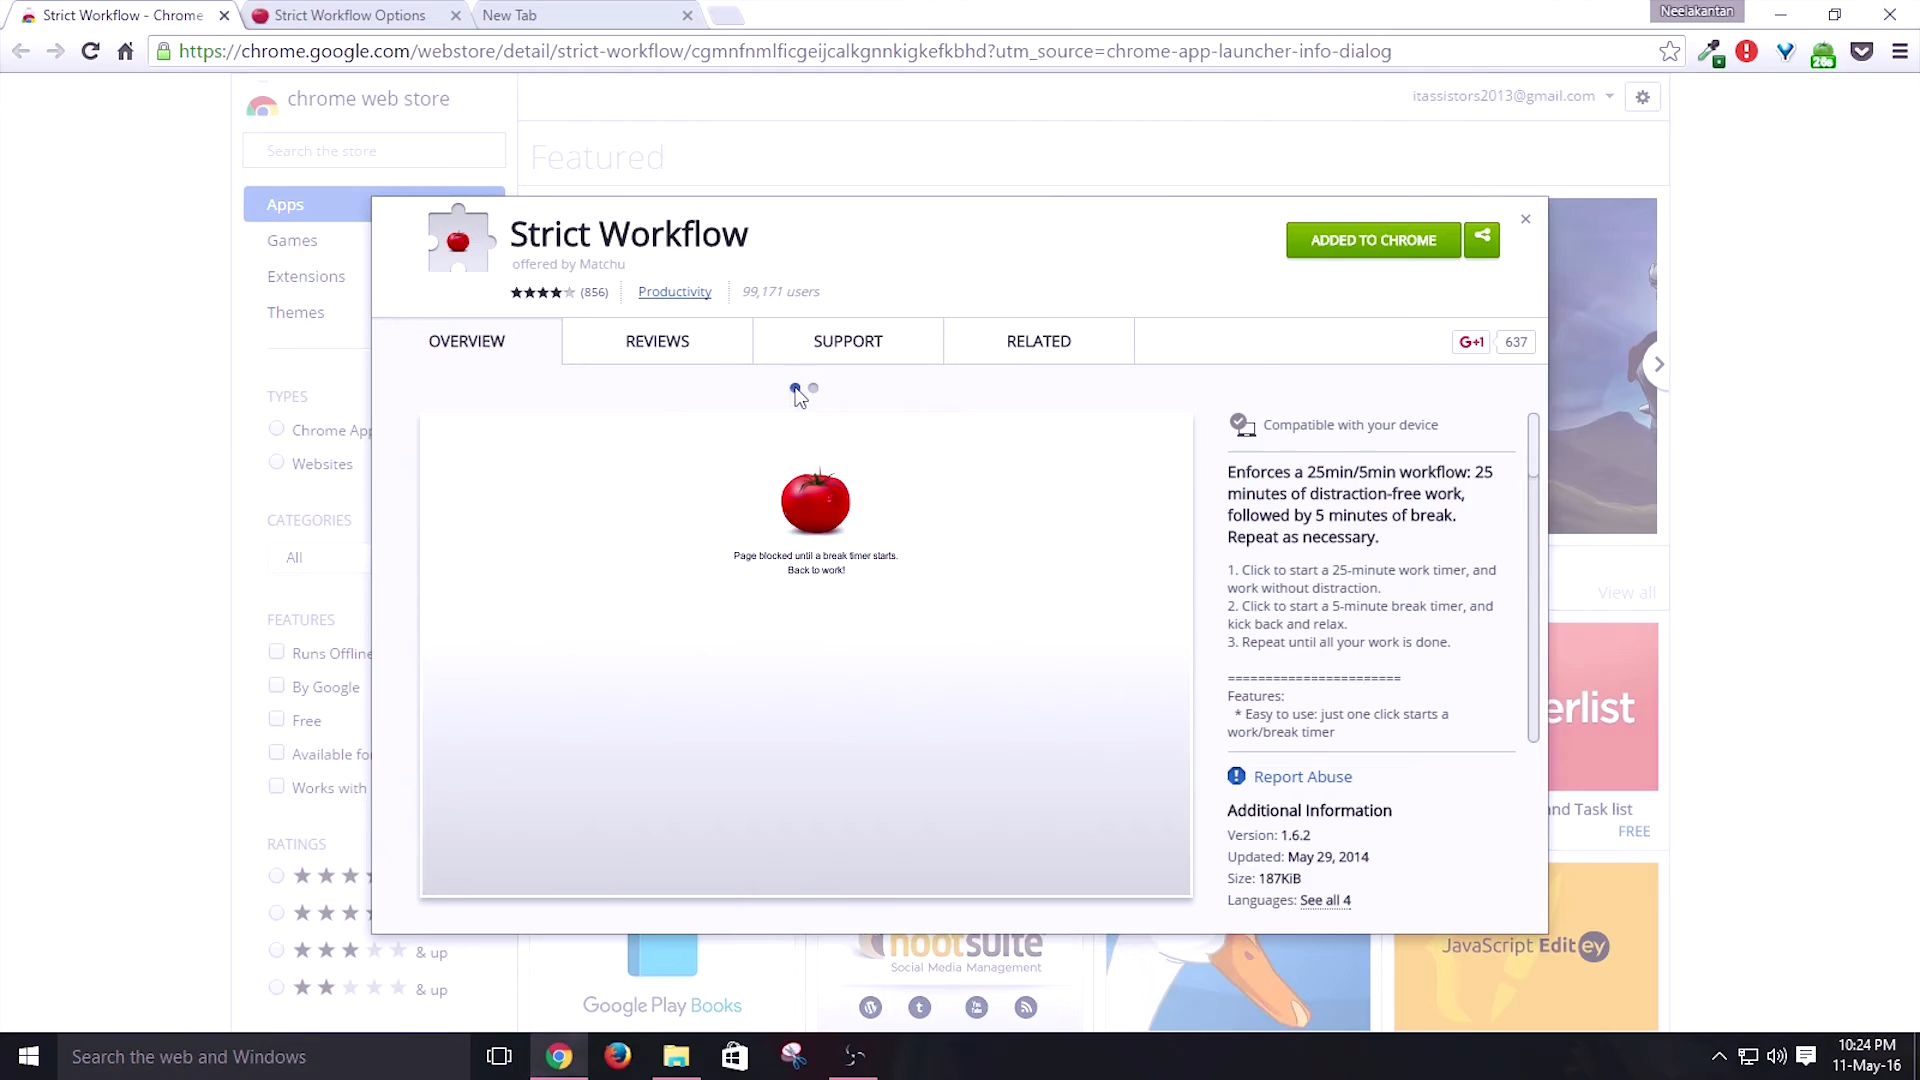 Strict Workflow - Chrome
Strict Workflow Options
New Tab
Neelakantan
https://chrome.google.com/webstore/detail/strict-workflow/cgmnfnmlficgeijcalkgnnkigkefkbhd?utm_source=chrome-app-launcher-info-dialog
26s
chrome web store
itassistors2013@gmail.com
Search the store
Featured
Apps
Games
Extensions
Themes
TYPES
Chrome App
Websites
CATEGORIES
All
FEATURES
Runs Offline
By Google
Free
Available fo
Works with
RATINGS
& up
& up
Strict Workflow
offered by Matchu
(856)
Productivity
99,171 users
ADDED TO CHROME
OVERVIEW
REVIEWS
SUPPORT
RELATED
G+1
637
Page blocked until a break timer starts.
Back to work!
Compatible with your device
Enforces a 25min/5min workflow: 25
minutes of distraction-free work,
followed by 5 minutes of break.
Repeat as necessary.
1. Click to start a 25-minute work timer, and
work without distraction.
2. Click to start a 5-minute break timer, and
kick back and relax.
3. Repeat until all your work is done.
========================
Features:
* Easy to use: just one click starts a
work/break timer
Report Abuse
Additional Information
Version: 1.6.2
Updated: May 29, 2014
Size: 187KiB
Languages: See all 4
View all
erlist
and Task list
FREE
Google Play Books
hootsuite
Social Media Management
JavaScript Editey
Search the web and Windows
10:24 PM
11-May-16